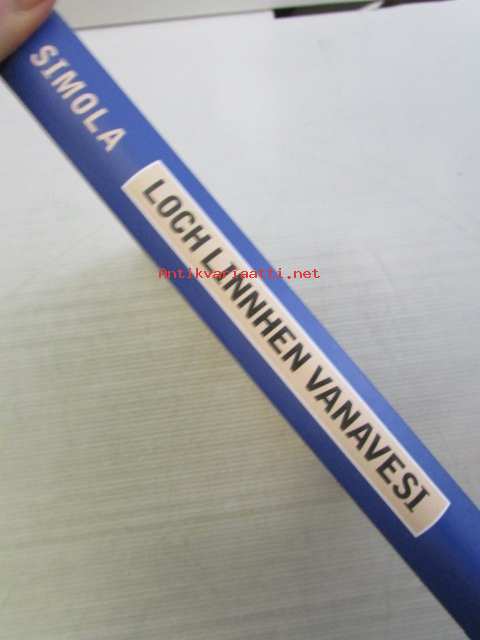 SIMOLA
LOCH LINNHEN VANAVESI
Antikvariaatti.net